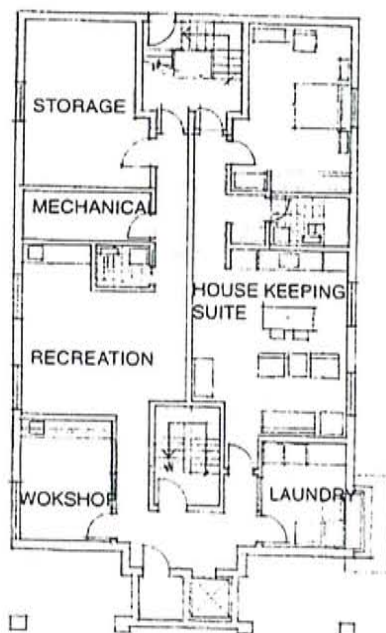 STORAGE
MECHANICAL
HOUSE KEEPING
SUITE
RECREATION
WOKSHOP
LAUNDRY